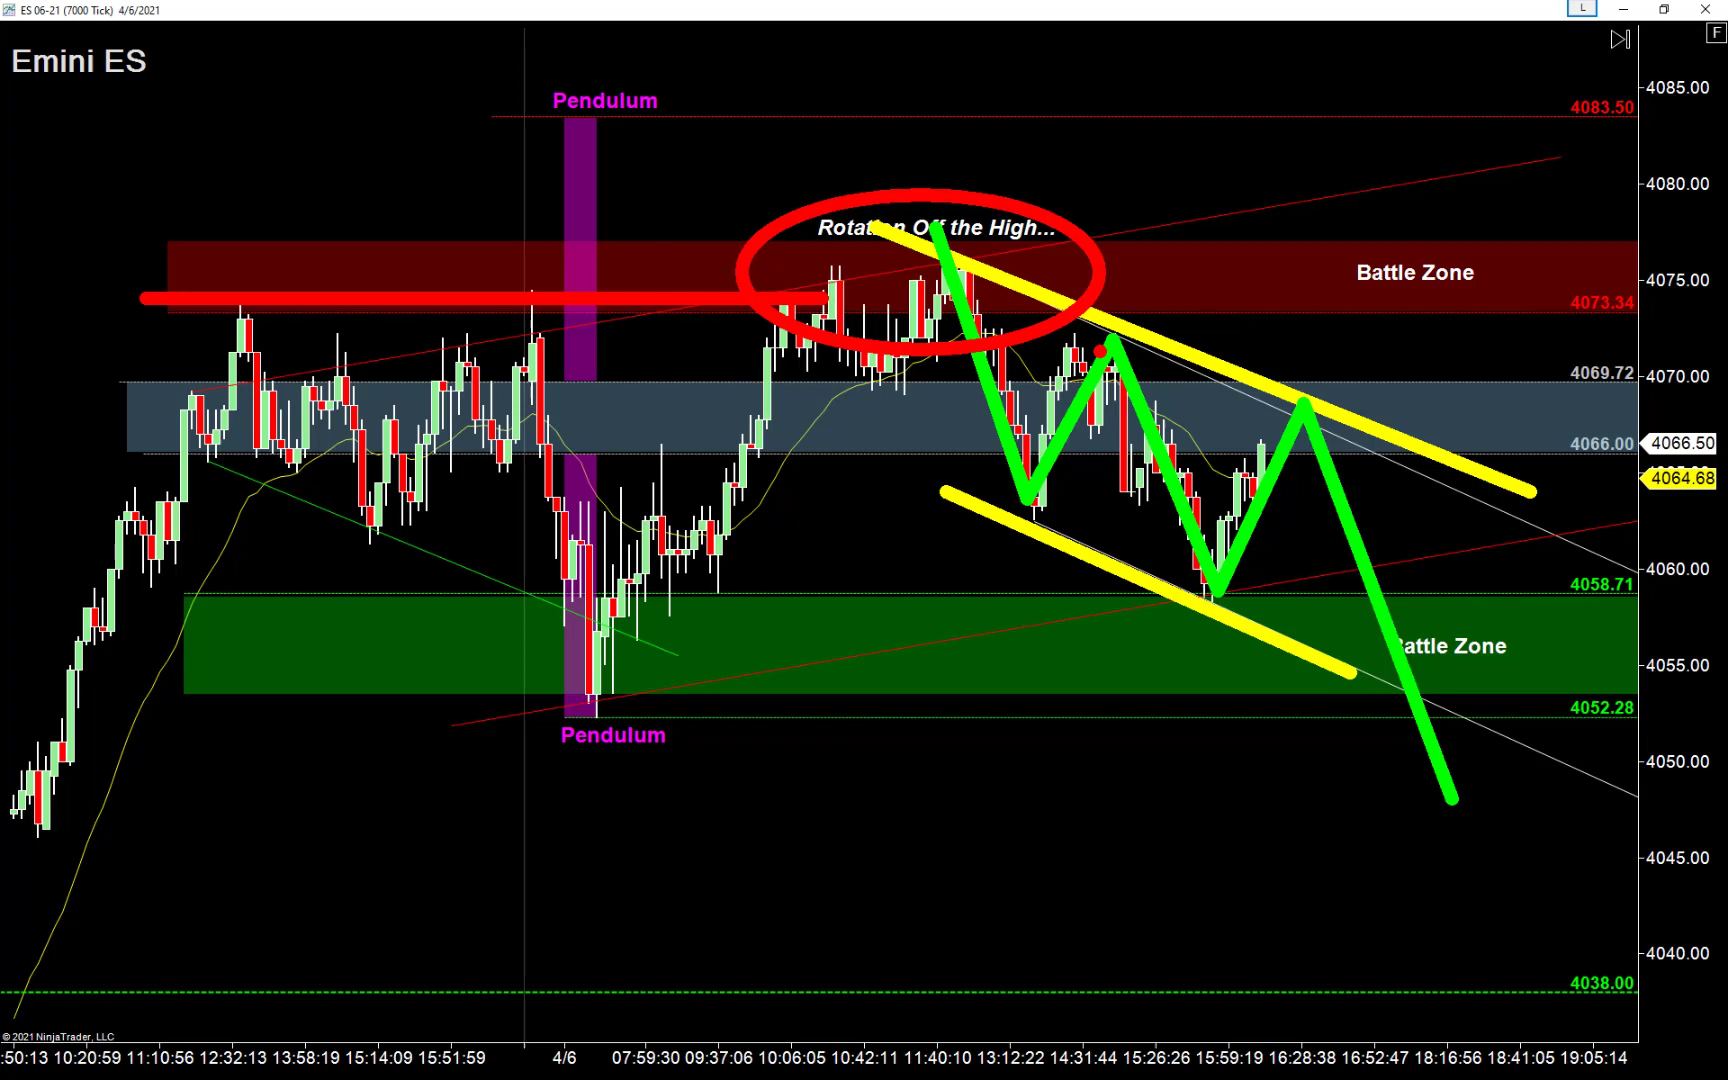 ES 06-21 (7000 Tick) 4/6/2021
L
F
Emini ES
Pendulum
4083.50
4085.00
4080.00
Rotation Off the High...
Battle Zone
4075.00
4073.34
4069.72
4070.00
4066.00
4066.50
4064.68
4060.00
4058.71
Battle Zone
4055.00
4052.28
Pendulum
4050.00
4045.00
4040.00
4038.00
© 2021 NinjaTrader, LLC
:50:13 10:20:59 11:10:56 12:32:13 13:58:19 15:14:09 15:51:59 4/6 07:59:30 09:37:06 10:06:05 10:42:11 11:40:10 13:12:22 14:31:44 15:26:26 15:59:19 16:28:38 16:52:47 18:16:56 18:41:05 19:05:14